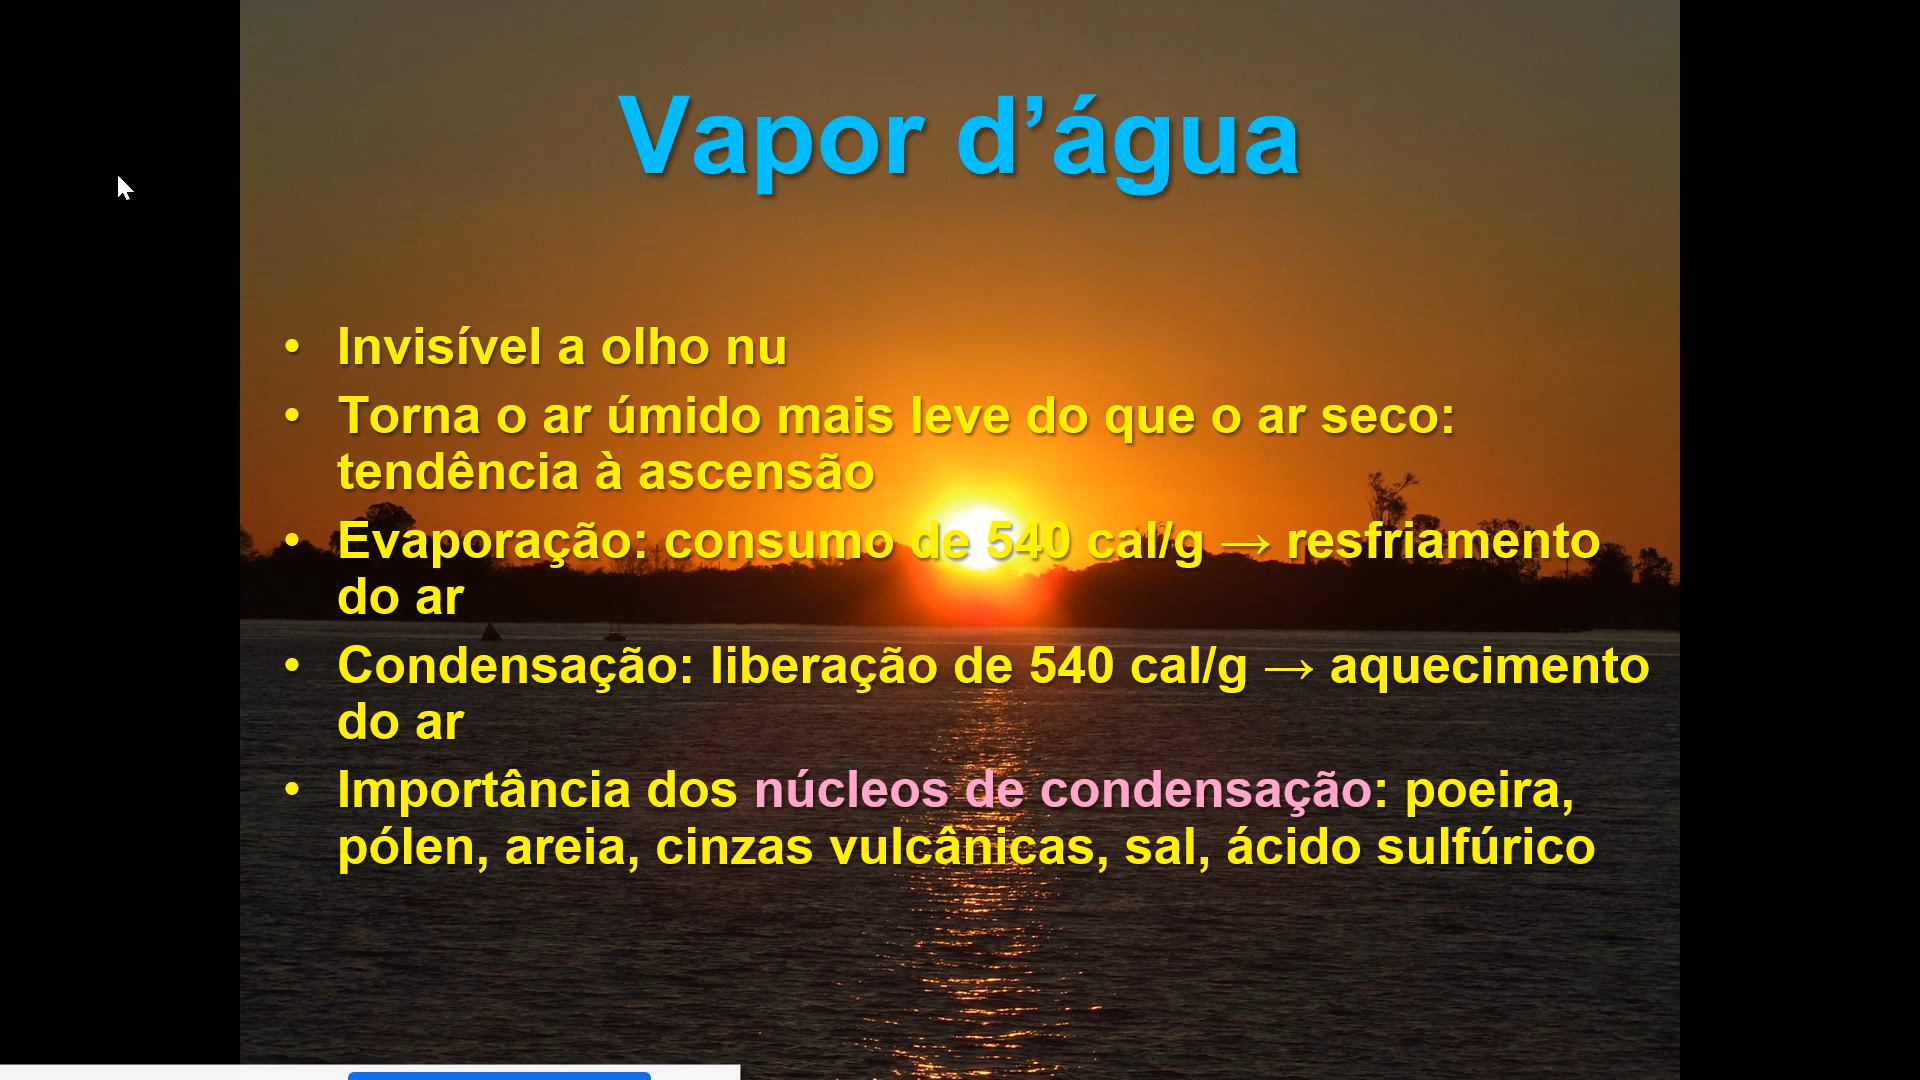 Vapor d’água
• Invisível a olho nu
• Torna o ar úmido mais leve do que o ar seco:
tendência à ascensão
• Evaporação: consumo de 540 cal/g → resfriamento
do ar
• Condensação: liberação de 540 cal/g → aquecimento
do ar
• Importância dos núcleos de condensação: poeira,
pólen, areia, cinzas vulcânicas, sal, ácido sulfúrico